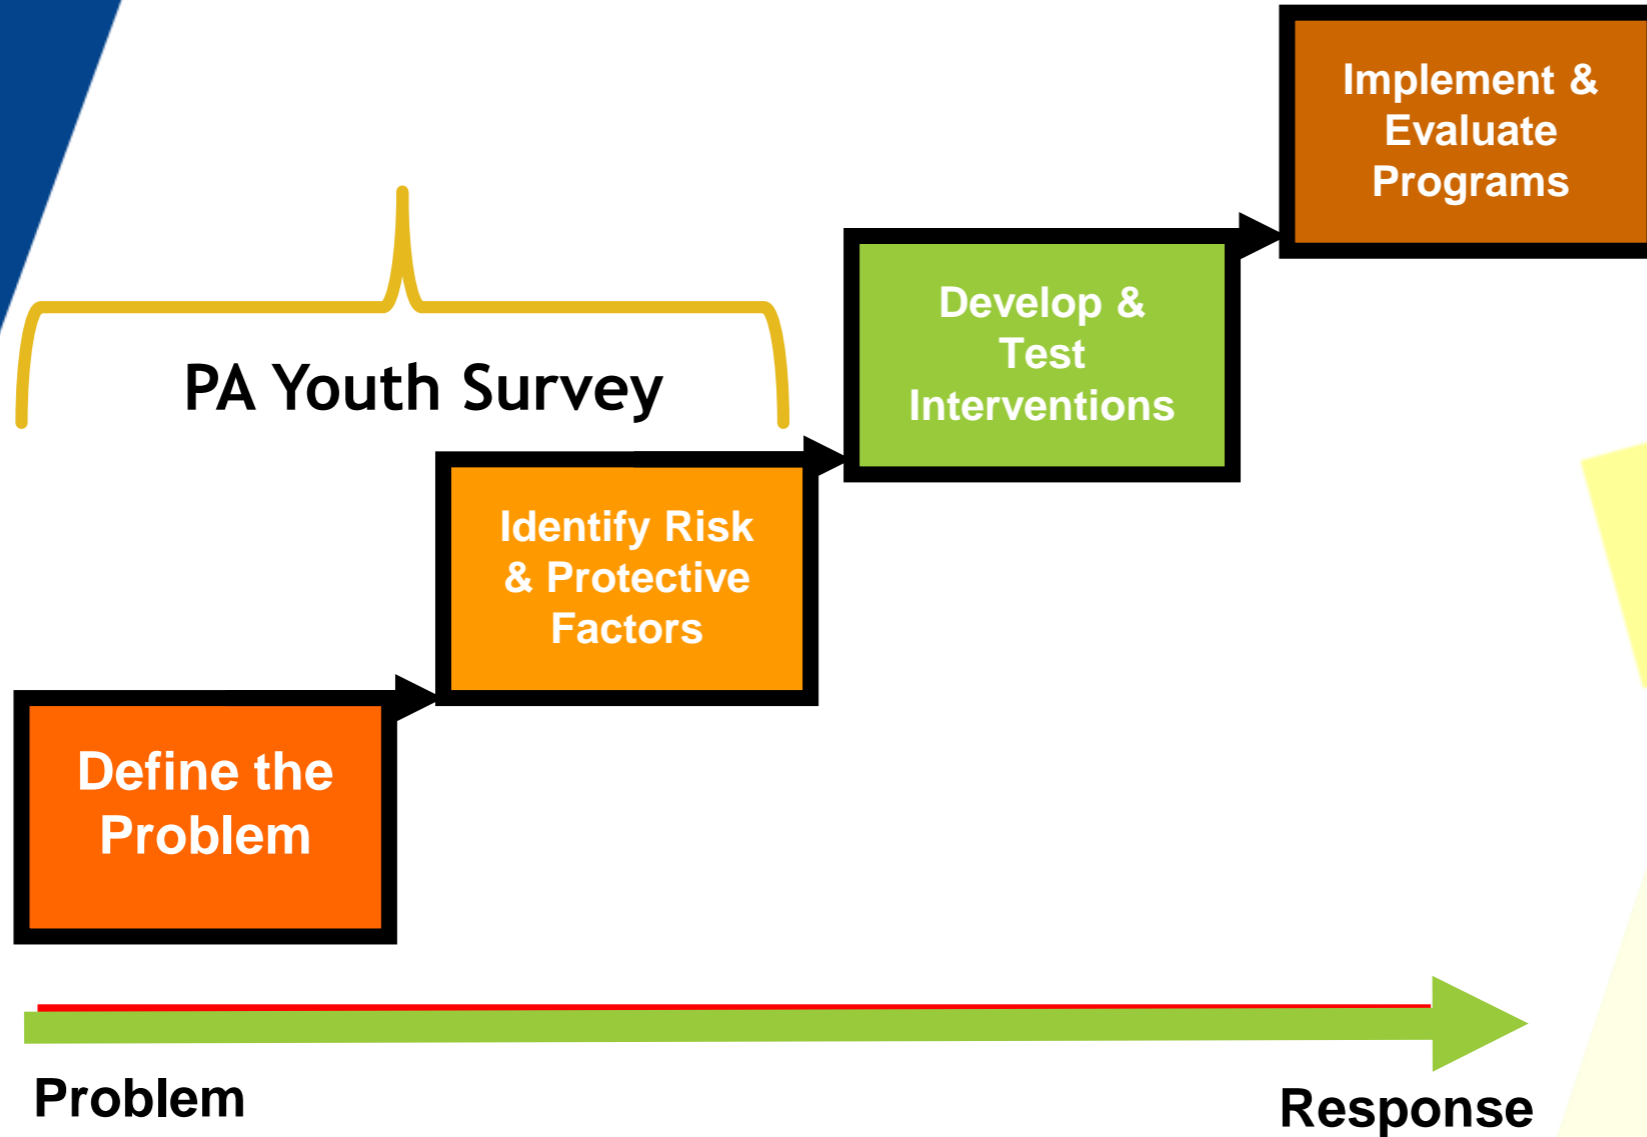 PA Youth Survey
Define the
Problem
Identify Risk
& Protective
Factors
Develop &
Test
Interventions
Implement &
Evaluate
Programs
Problem
Response